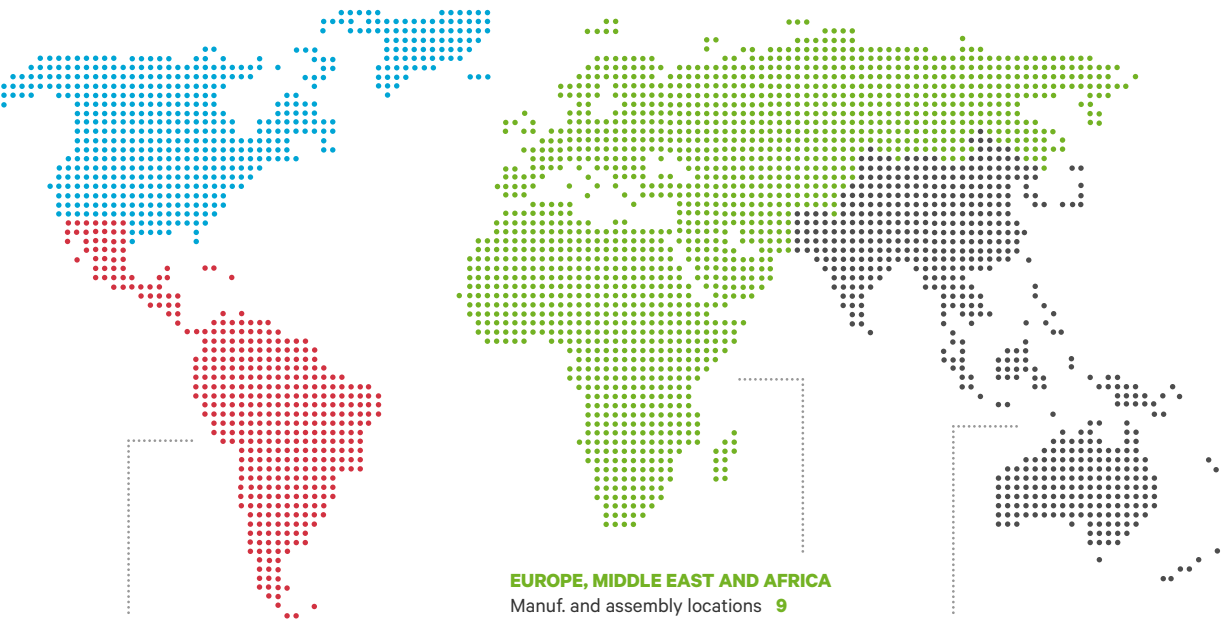 EUROPE, MIDDLE EAST AND AFRICA
Manuf. and assembly locations 9